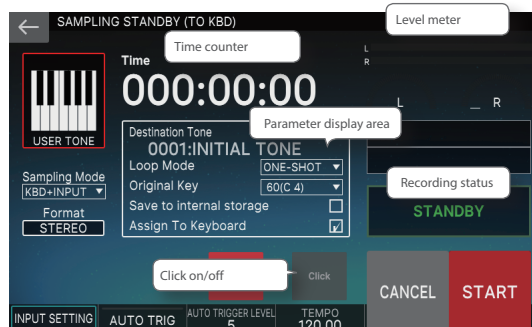 SAMPLING STANDBY (TO KBD)
Level meter
Time counter
Time
000:00:00
L
R
L _ R
USER TONE
Destination Tone
0001:INITIAL TONE
Parameter display area
Loop Mode ONE-SHOT
Original Key 60(C 4)
Save to internal storage
Assign To Keyboard
Sampling Mode
KBD+INPUT
Format
STEREO
Recording status
STANDBY
Click on/off
Click
CANCEL
START
INPUT SETTING
AUTO TRIG
AUTO TRIGGER LEVEL
5
TEMPO
120.00